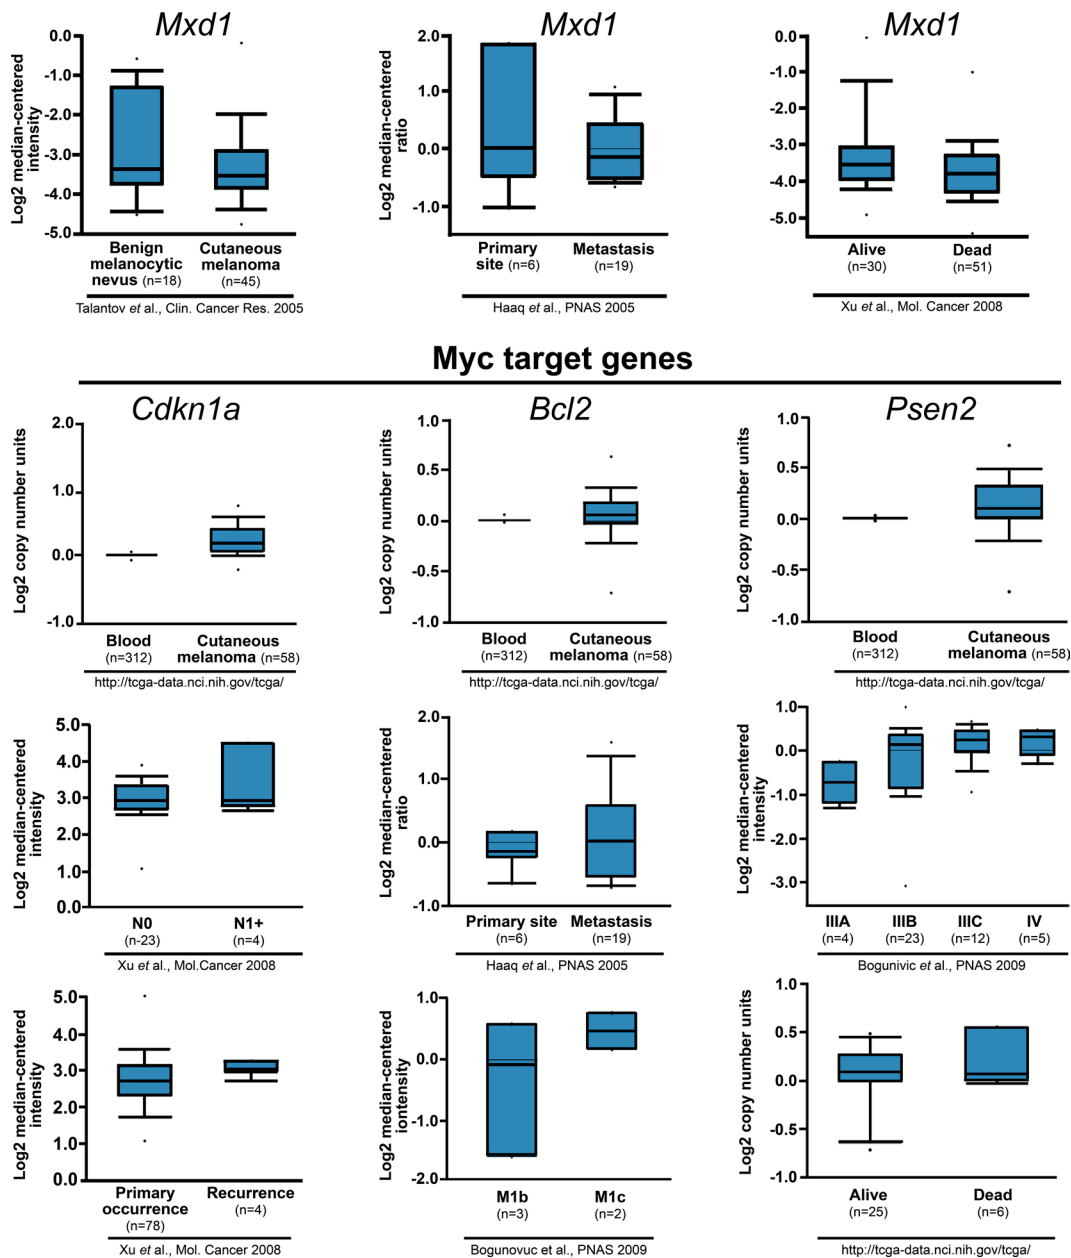 Mxd1
Log2 median-centered
intensity
-0.0
-1.0
-2.0
-3.0
-4.0
-5.0
Benign
melanocytic
nevus (n=18)
Cutaneous
melanoma
(n=45)
Talantov et al., Clin. Cancer Res. 2005
Mxd1
Log2 median-centered
ratio
2.0
1.0
0.0
-1.0
Primary
site (n=6)
Metastasis
(n=19)
Haaq et al., PNAS 2005
Mxd1
Log2 median-centered
intensity
0.0
-1.0
-2.0
-3.0
-4.0
-5.0
Alive
(n=30)
Dead
(n=51)
Xu et al., Mol. Cancer 2008
Myc target genes
Cdkn1a
Log2 copy number units
2.0
1.0
0.0
-1.0
Blood
(n=312)
Cutaneous
melanoma (n=58)
http://tcga-data.nci.nih.gov/tcga/
Bcl2
Log2 copy number units
1.0
0.5
0.0
-0.5
-1.0
Blood
(n=312)
Cutaneous
melanoma (n=58)
http://tcga-data.nci.nih.gov/tcga/
Psen2
Log2 copy number units
1.0
0.5
0.0
-0.5
-1.0
Blood
(n=312)
Cutaneous
melanoma (n=58)
http://tcga-data.nci.nih.gov/tcga/
Log2 median-centered
intensity
5.0
4.0
3.0
2.0
1.0
0.0
N0
(n-23)
N1+
(n=4)
Xu et al., Mol.Cancer 2008
Log2 median-centered
ratio
2.0
1.0
0.0
-1.0
Primary site
(n=6)
Metastasis
(n=19)
Haaq et al., PNAS 2005
Log2 median-centered
intensity
1.0
0.0
-1.0
-2.0
-3.0
IIIA
(n=4)
IIIB
(n=23)
IIIC
(n=12)
IV
(n=5)
Bogunivic et al., PNAS 2009
Log2 median-centered
intensity
5.0
4.0
3.0
2.0
1.0
0.0
Primary
occurrence
(n=78)
Recurrence
(n=4)
Xu et al., Mol. Cancer 2008
Log2 median-centered
iontensity
1.0
0.0
-1.0
-2.0
M1b
(n=3)
M1c
(n=2)
Bogunovuc et al., PNAS 2009
Log2 copy number units
1.0
0.5
0.0
-0.5
-1.0
Alive
(n=25)
Dead
(n=6)
http://tcga-data.nci.nih.gov/tcga/